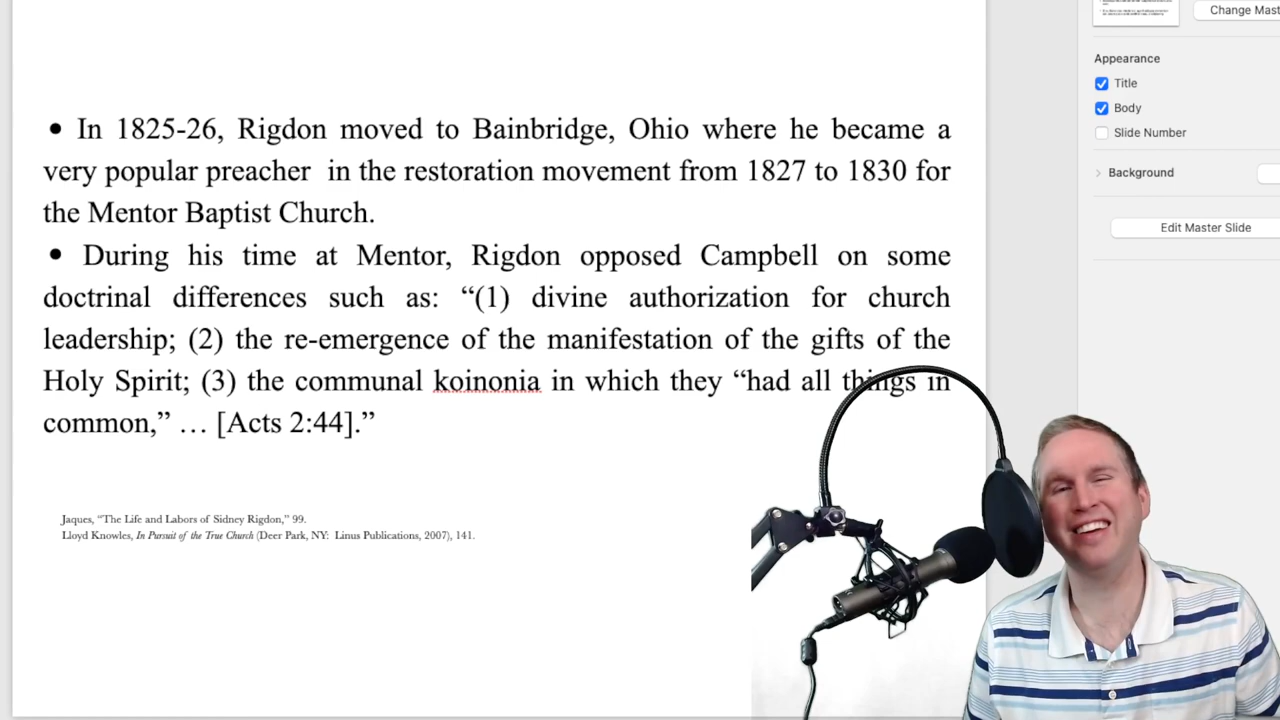 • In 1825-26, Rigdon moved to Bainbridge, Ohio where he became a
very popular preacher in the restoration movement from 1827 to 1830 for
the Mentor Baptist Church.
• During his time at Mentor, Rigdon opposed Campbell on some
doctrinal differences such as: “(1) divine authorization for church
leadership; (2) the re-emergence of the manifestation of the gifts of the
Holy Spirit; (3) the communal koinonia in which they “had all things in
common,” … [Acts 2:44].”
Jaques, “The Life and Labors of Sidney Rigdon,” 99.
Lloyd Knowles, In Pursuit of the True Church (Deer Park, NY: Linus Publications, 2007), 141.
Change Mast
Appearance
Title
Body
Slide Number
Background
Edit Master Slide